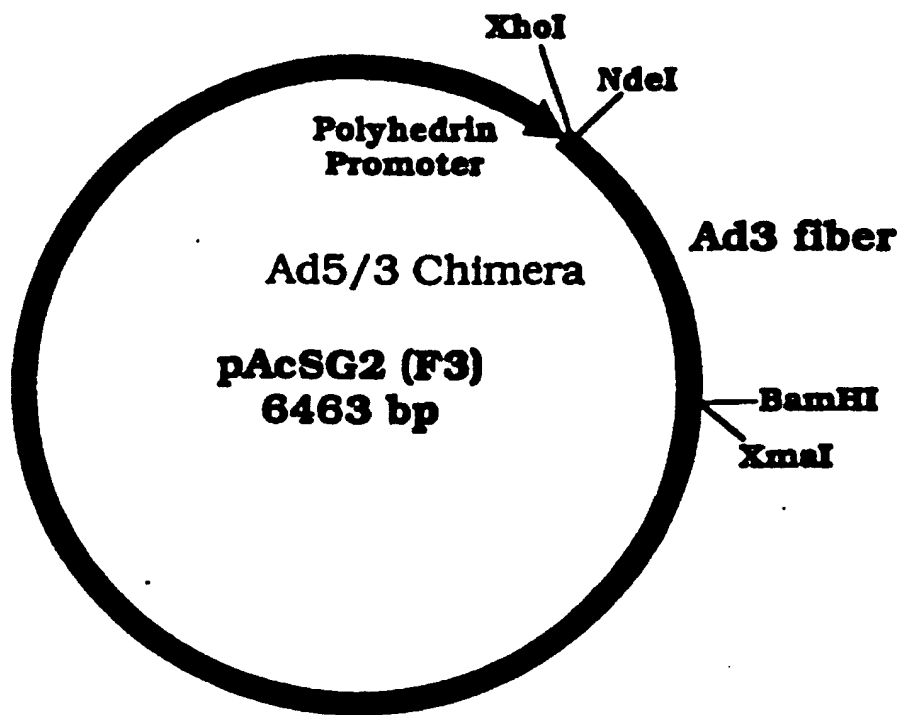 XhoI
NdeI
Polyhedrin
Promoter
Ad3 fiber
Ad5/3 Chimera
pAcSG2 (F3)
6463 bp
BamHI
XmaI